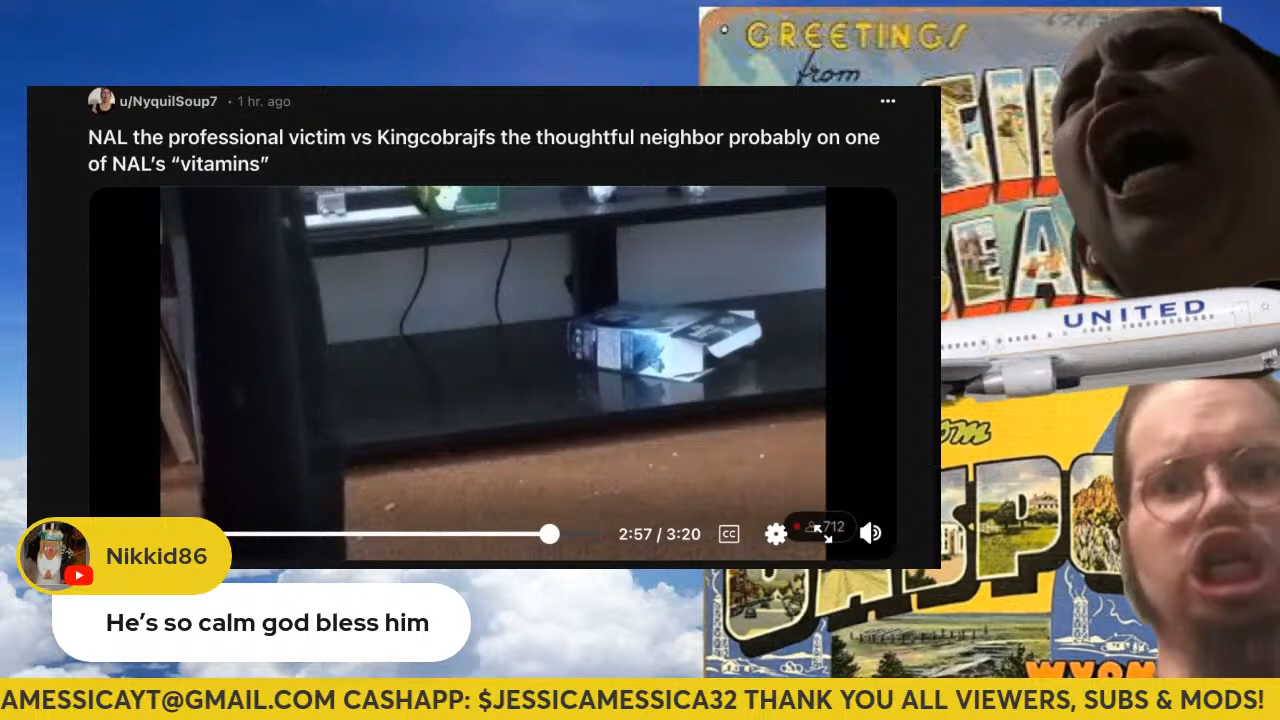 GREETINGS
from
u/NyquilSoup7 · 1 hr. ago
NAL the professional victim vs Kingcobrajfs the thoughtful neighbor probably on one
of NAL's “vitamins”
UNITED
2:57 / 3:20
CC
712
Nikkid86
He’s so calm god bless him
AMESSICAYT@GMAIL.COM CASHAPP: $JESSICAMESSICA32 THANK YOU ALL VIEWERS, SUBS & MODS!